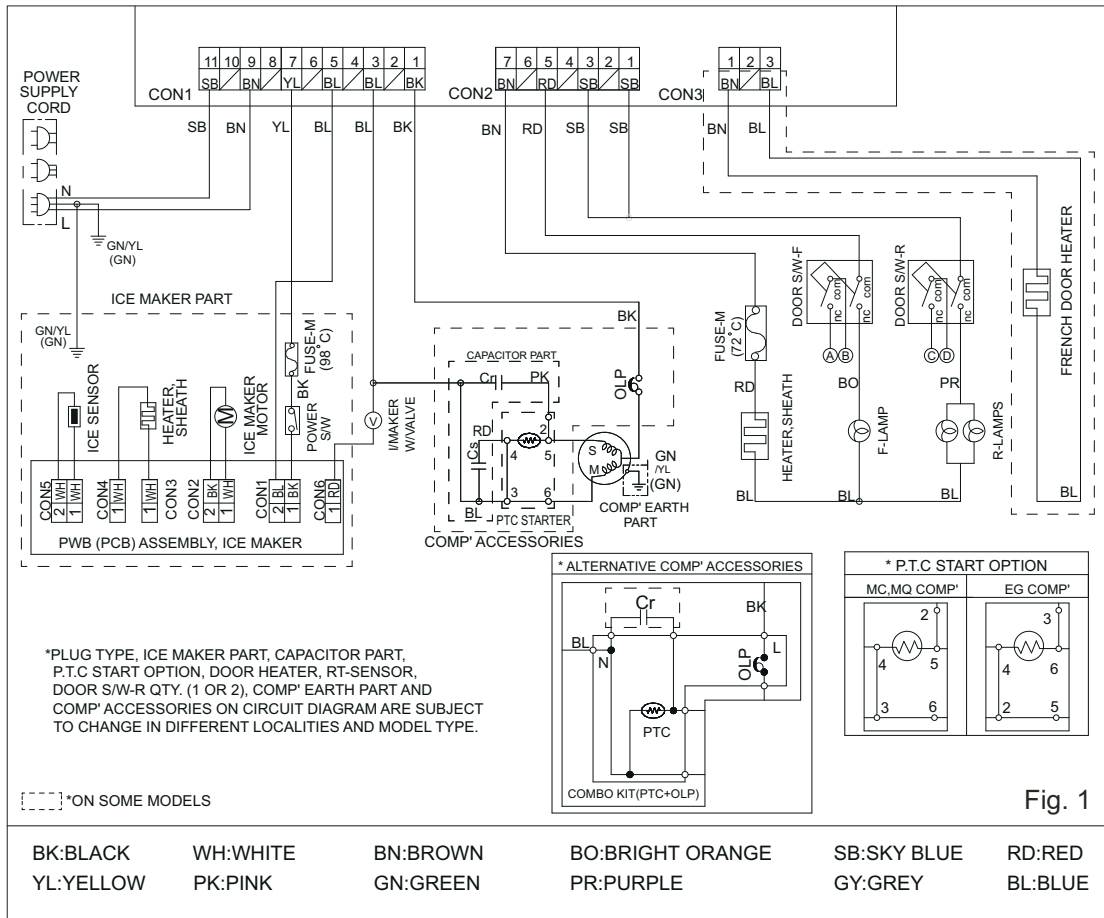 11 10 9 8 7 6 5 4 3 2 1
SB BN YL BL BL BK
7 6 5 4 3 2 1
BN RD SB SB
1 2 3
BN BL
POWER
SUPPLY
CORD
CON1
CON2
CON3
SB BN YL BL BL BK
BN RD SB SB
BN BL
N
L
GN/YL
(GN)
ICE MAKER PART
GN/YL
(GN)
ICE SENSOR
HEATER,
SHEATH
ICE MAKER
MOTOR
M
FUSE-M
(98°C)
BK
POWER
S/W
V
I/MAKER
W/VALVE
CON5
2 WH
1 WH
CON4
1 WH
1 WH
CON3
CON2
2 BK
1 WH
CON1
2 BL
1 BK
CON6
1 RD
PWB (PCB) ASSEMBLY, ICE MAKER
CAPACITOR PART
Cr
PK
RD
Cs
2
4
5
3
6
BL
PTC STARTER
S
M
BK
OLP
GN
/YL
(GN)
COMP' EARTH
PART
COMP' ACCESSORIES
FUSE-M
(72°C)
RD
HEATER,SHEATH
BL
DOOR S/W-F
com
com
nc
nc
A B
BO
F-LAMP
BL
DOOR S/W-R
com
com
nc
nc
C D
PR
R-LAMPS
BL
FRENCH DOOR HEATER
BL
* ALTERNATIVE COMP' ACCESSORIES
Cr
BK
BL
N
OLP
L
PTC
COMBO KIT(PTC+OLP)
* P.T.C START OPTION
MC,MQ COMP'
EG COMP'
2
4
5
3
6
3
4
6
2
5
*PLUG TYPE, ICE MAKER PART, CAPACITOR PART,
P.T.C START OPTION, DOOR HEATER, RT-SENSOR,
DOOR S/W-R QTY. (1 OR 2), COMP' EARTH PART AND
COMP' ACCESSORIES ON CIRCUIT DIAGRAM ARE SUBJECT
TO CHANGE IN DIFFERENT LOCALITIES AND MODEL TYPE.
*ON SOME MODELS
Fig. 1
BK:BLACK WH:WHITE BN:BROWN BO:BRIGHT ORANGE SB:SKY BLUE RD:RED
YL:YELLOW PK:PINK GN:GREEN PR:PURPLE GY:GREY BL:BLUE